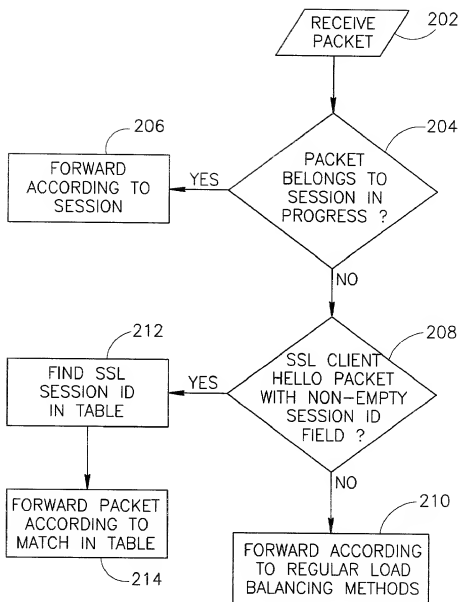 RECEIVE
PACKET
202
204
PACKET
BELONGS TO
SESSION IN
PROGRESS ?
YES
206
FORWARD
ACCORDING TO
SESSION
NO
208
SSL CLIENT
HELLO PACKET
WITH NON-EMPTY
SESSION ID
FIELD ?
YES
212
FIND SSL
SESSION ID
IN TABLE
FORWARD PACKET
ACCORDING TO
MATCH IN TABLE
214
NO
210
FORWARD ACCORDING
TO REGULAR LOAD
BALANCING METHODS